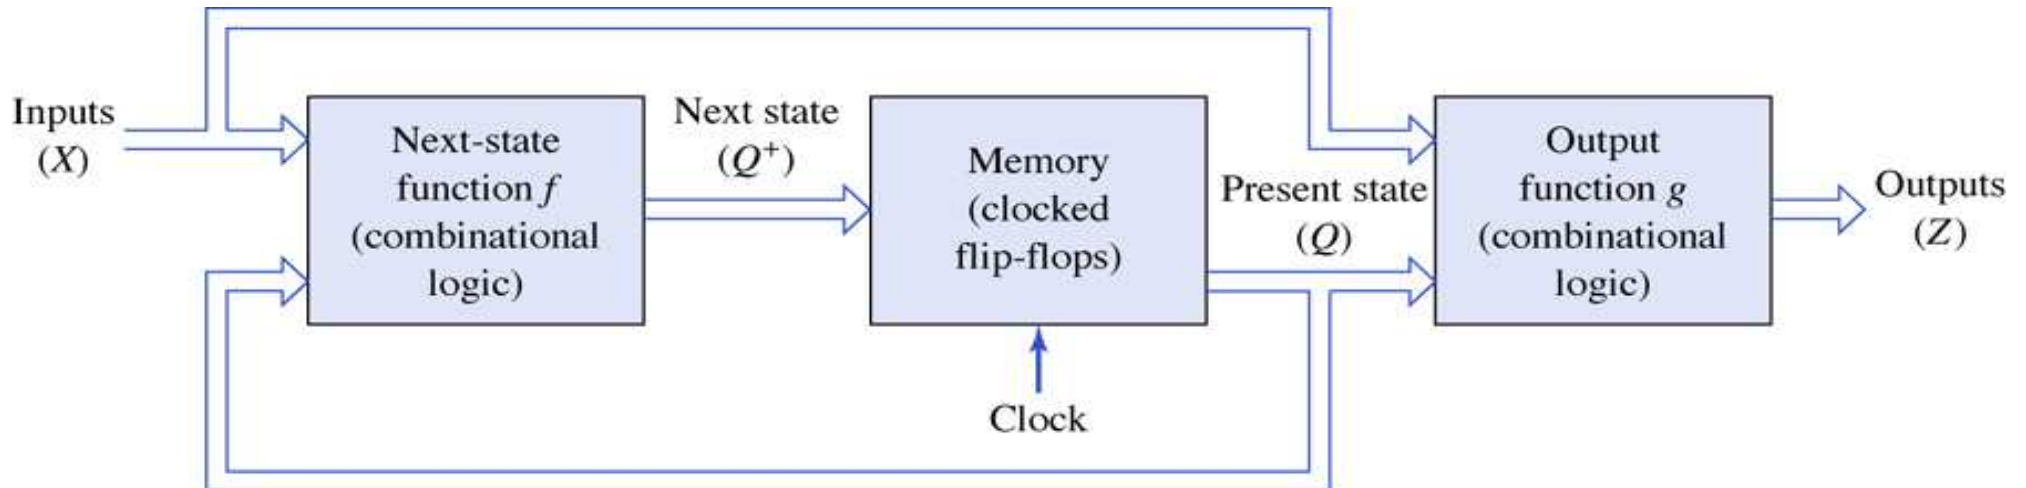 Inputs
(X)
Next-state
function f
(combinational
logic)
Next state
(Q⁺)
Memory
(clocked
flip-flops)
Clock
Present state
(Q)
Output
function g
(combinational
logic)
Outputs
(Z)